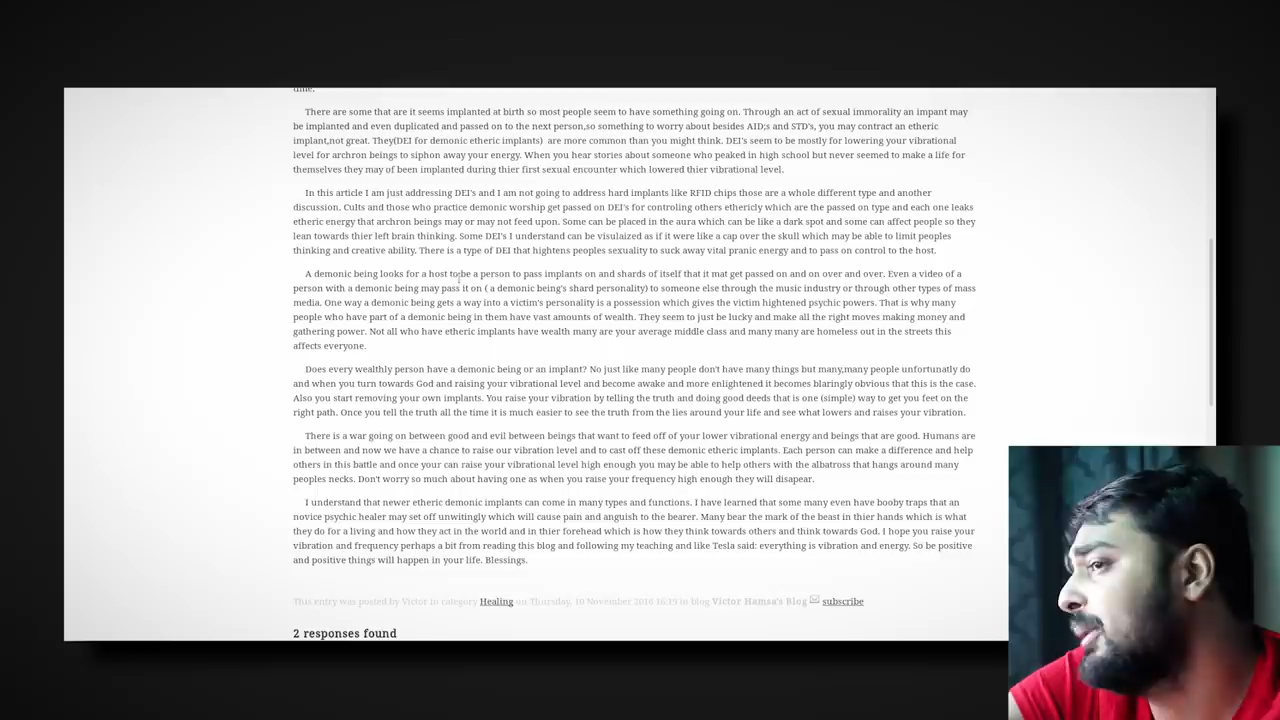 time.
There are some that are it seems implanted at birth so most people seem to have something going on. Through an act of sexual immorality an impant may
be implanted and even duplicated and passed on to the next person,so something to worry about besides AID;s and STD's, you may contract an etheric
implant,not great. They(DEI for demonic etheric implants)  are more common than you might think. DEI's seem to be mostly for lowering your vibrational
level for archron beings to siphon away your energy. When you hear stories about someone who peaked in high school but never seemed to make a life for
themselves they may of been implanted during thier first sexual encounter which lowered thier vibrational level.
In this article I am just addressing DEI's and I am not going to address hard implants like RFID chips those are a whole different type and another
discussion. Cults and those who practice demonic worship get passed on DEI's for controling others ethericly which are the passed on type and each one leaks
etheric energy that archron beings may or may not feed upon. Some can be placed in the aura which can be like a dark spot and some can affect people so they
lean towards thier left brain thinking. Some DEI's I understand can be visulaized as if it were like a cap over the skull which may be able to limit peoples
thinking and creative ability. There is a type of DEI that hightens peoples sexuality to suck away vital pranic energy and to pass on control to the host.
A demonic being looks for a host tobe a person to pass implants on and shards of itself that it mat get passed on and on over and over. Even a video of a
person with a demonic being may pass it on ( a demonic being's shard personality) to someone else through the music industry or through other types of mass
media. One way a demonic being gets a way into a victim's personality is a possession which gives the victim hightened psychic powers. That is why many
people who have part of a demonic being in them have vast amounts of wealth. They seem to just be lucky and make all the right moves making money and
gathering power. Not all who have etheric implants have wealth many are your average middle class and many many are homeless out in the streets this
affects everyone.
Does every wealthly person have a demonic being or an implant? No just like many people don't have many things but many,many people unfortunatly do
and when you turn towards God and raising your vibrational level and become awake and more enlightened it becomes blaringly obvious that this is the case.
Also you start removing your own implants. You raise your vibration by telling the truth and doing good deeds that is one (simple) way to get you feet on the
right path. Once you tell the truth all the time it is much easier to see the truth from the lies around your life and see what lowers and raises your vibration.
There is a war going on between good and evil between beings that want to feed off of your lower vibrational energy and beings that are good. Humans are
in between and now we have a chance to raise our vibration level and to cast off these demonic etheric implants. Each person can make a difference and help
others in this battle and once your can raise your vibrational level high enough you may be able to help others with the albatross that hangs around many
peoples necks. Don't worry so much about having one as when you raise your frequency high enough they will disapear.
I understand that newer etheric demonic implants can come in many types and functions. I have learned that some many even have booby traps that an
novice psychic healer may set off unwitingly which will cause pain and anguish to the bearer. Many bear the mark of the beast in thier hands which is what
they do for a living and how they act in the world and in thier forehead which is how they think towards others and think towards God. I hope you raise your
vibration and frequency perhaps a bit from reading this blog and following my teaching and like Tesla said: everything is vibration and energy. So be positive
and positive things will happen in your life. Blessings.
This entry was posted by Victor in category Healing on Thursday, 10 November 2016 16:19 in blog Victor Hamsa's Blog subscribe
2 responses found